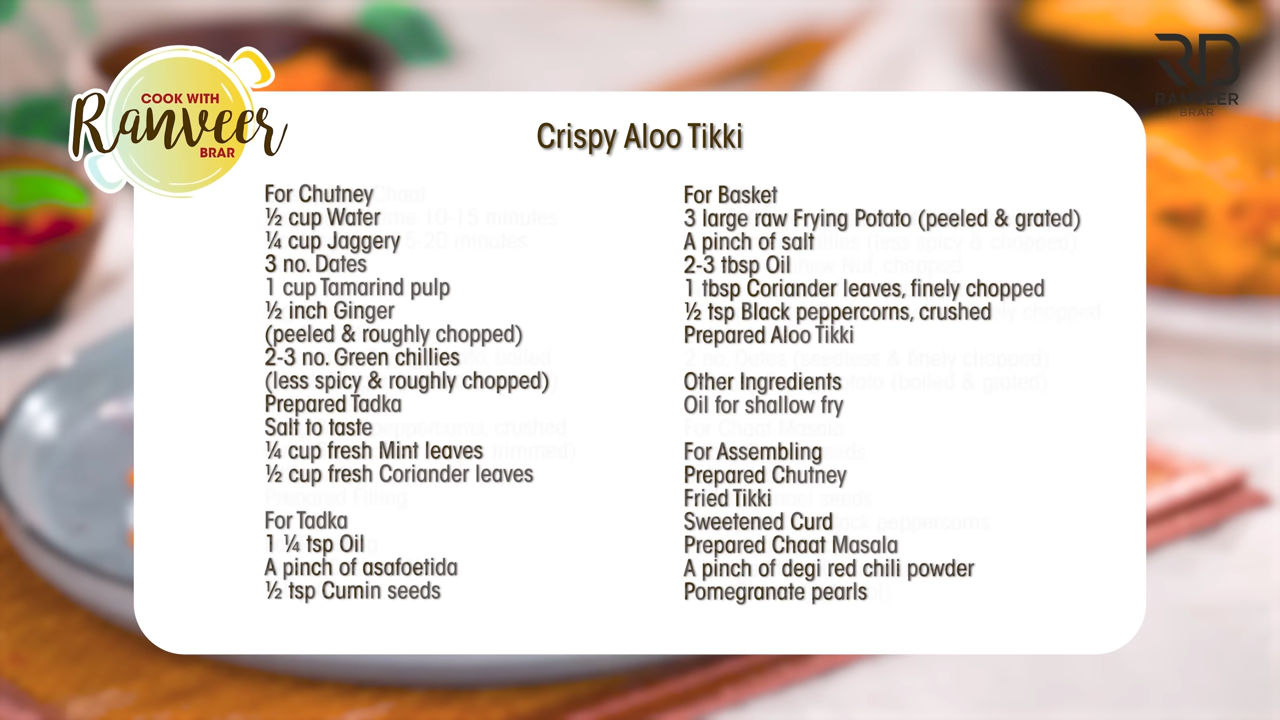 COOK WITH
Ranveer
BRAR
RB
RANVEER
BRAR
Crispy Aloo Tikki
For Chutney
½ cup Water
¼ cup Jaggery
3 no. Dates
1 cup Tamarind pulp
½ inch Ginger
(peeled & roughly chopped)
2-3 no. Green chillies
(less spicy & roughly chopped)
Prepared Tadka
Salt to taste
¼ cup fresh Mint leaves
½ cup fresh Coriander leaves
For Tadka
1 ¼ tsp Oil
A pinch of asafoetida
½ tsp Cumin seeds
For Basket
3 large raw Frying Potato (peeled & grated)
A pinch of salt
2-3 tbsp Oil
1 tbsp Coriander leaves, finely chopped
½ tsp Black peppercorns, crushed
Prepared Aloo Tikki
Other Ingredients
Oil for shallow fry
For Assembling
Prepared Chutney
Fried Tikki
Sweetened Curd
Prepared Chaat Masala
A pinch of degi red chili powder
Pomegranate pearls